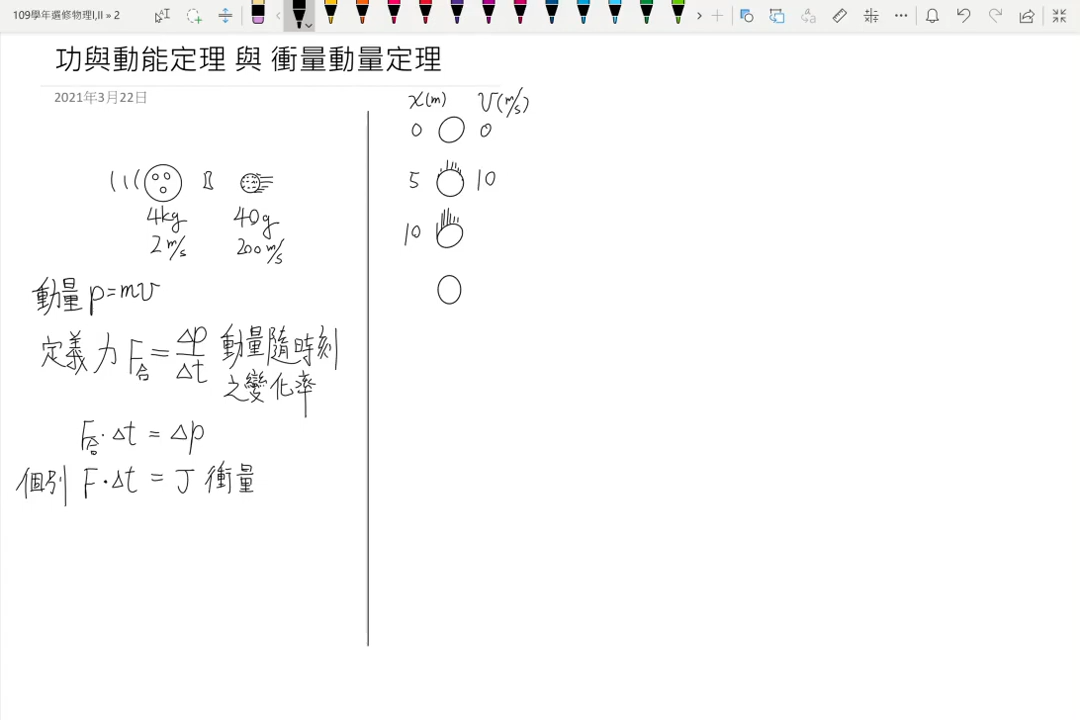 109學年選修物理I,II » 2
功與動能定理 與 衝量動量定理
2021年3月22日
4kg 40g
2 m/s 200 m/s
動量 p=mv
定義 力 F合 = Δp/Δt 動量隨時刻
之變化率
F合·Δt = Δp
個別 F·Δt = J 衝量
x(m) v(m/s)
0 0
5 10
10